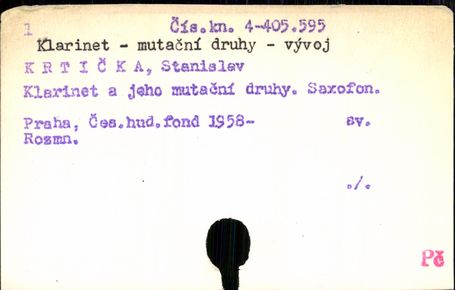 1 Čís.kn. 4-405.595
Klarinet - mutační druhy - vývoj
K R T I Č K A, Stanislav
Klarinet a jeho mutační druhy. Saxofon.
Praha, Čes.hud.fond 1958- sv.
Rozmn.
./.
Pč